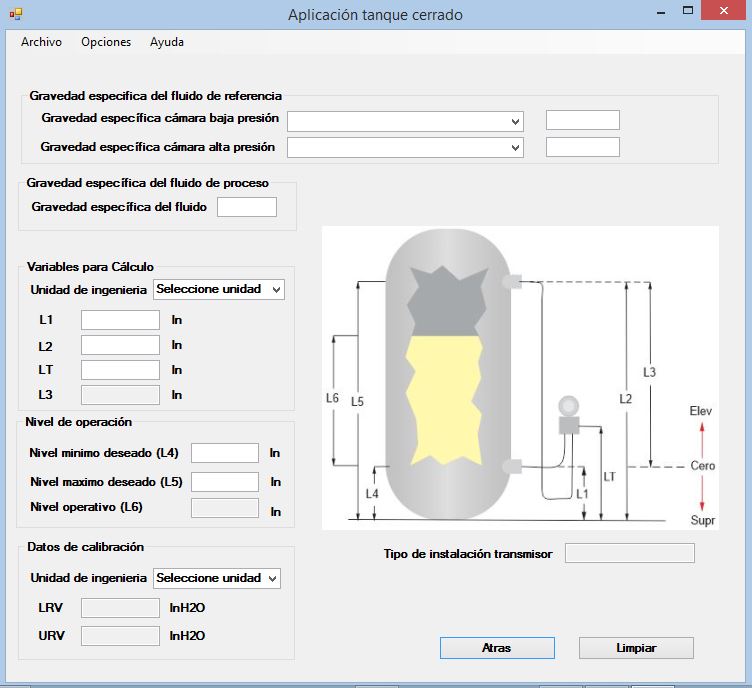 Aplicación tanque cerrado
Archivo Opciones Ayuda
Gravedad especifica del fluido de referencia
Gravedad específica cámara baja presión
Gravedad específica cámara alta presión
Gravedad específica del fluido de proceso
Gravedad específica del fluido
Variables para Cálculo
Unidad de ingenieria Seleccione unidad
L1 In
L2 In
LT In
L3 In
Nivel de operación
Nivel minimo deseado (L4) In
Nivel maximo deseado (L5) In
Nivel operativo (L6) In
Datos de calibración
Unidad de ingenieria Seleccione unidad
LRV InH2O
URV InH2O
L6 L5 L4 L1 LT L2 L3
Elev
Cero
Supr
Tipo de instalación transmisor
Atras Limpiar